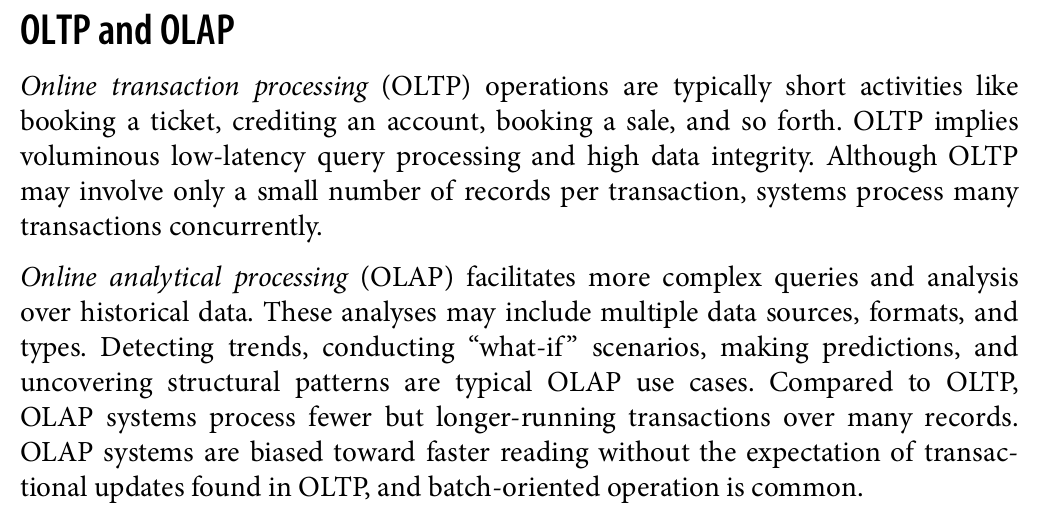 OLTP and OLAP
Online transaction processing (OLTP) operations are typically short activities like
booking a ticket, crediting an account, booking a sale, and so forth. OLTP implies
voluminous low-latency query processing and high data integrity. Although OLTP
may involve only a small number of records per transaction, systems process many
transactions concurrently.
Online analytical processing (OLAP) facilitates more complex queries and analysis
over historical data. These analyses may include multiple data sources, formats, and
types. Detecting trends, conducting “what-if” scenarios, making predictions, and
uncovering structural patterns are typical OLAP use cases. Compared to OLTP,
OLAP systems process fewer but longer-running transactions over many records.
OLAP systems are biased toward faster reading without the expectation of transac-
tional updates found in OLTP, and batch-oriented operation is common.